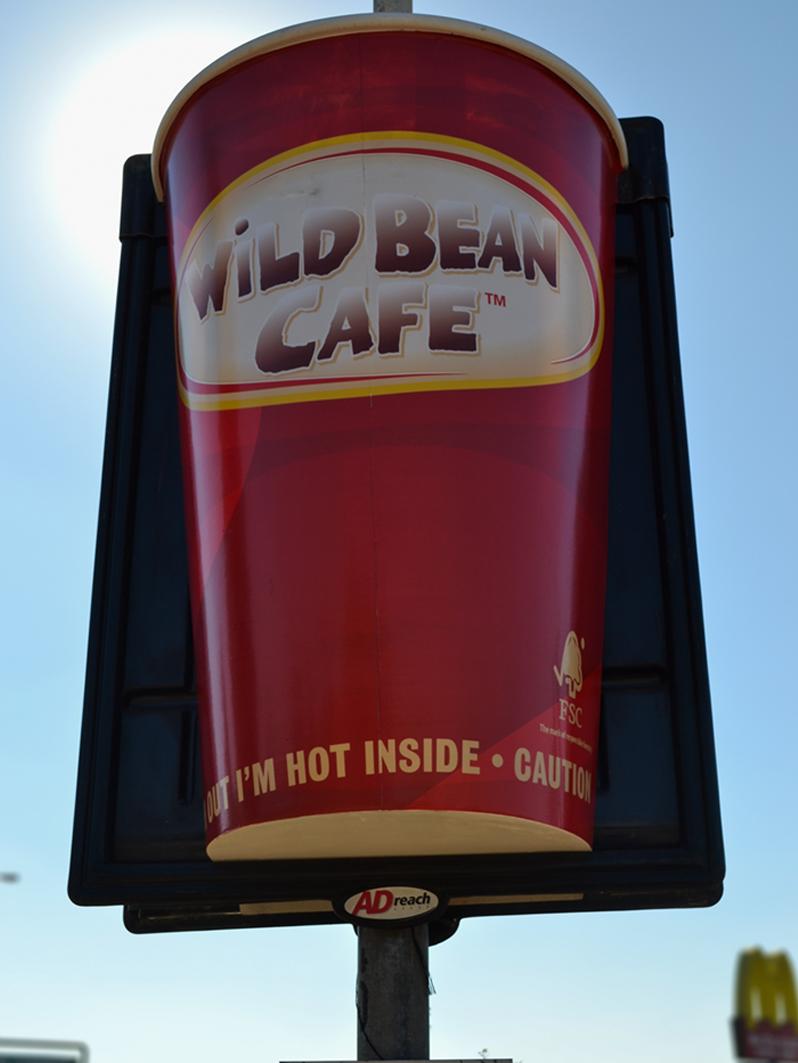 WiLD BEAN
CAFE™
FSC
OUT I'M HOT INSIDE • CAUTION
ADreach
M